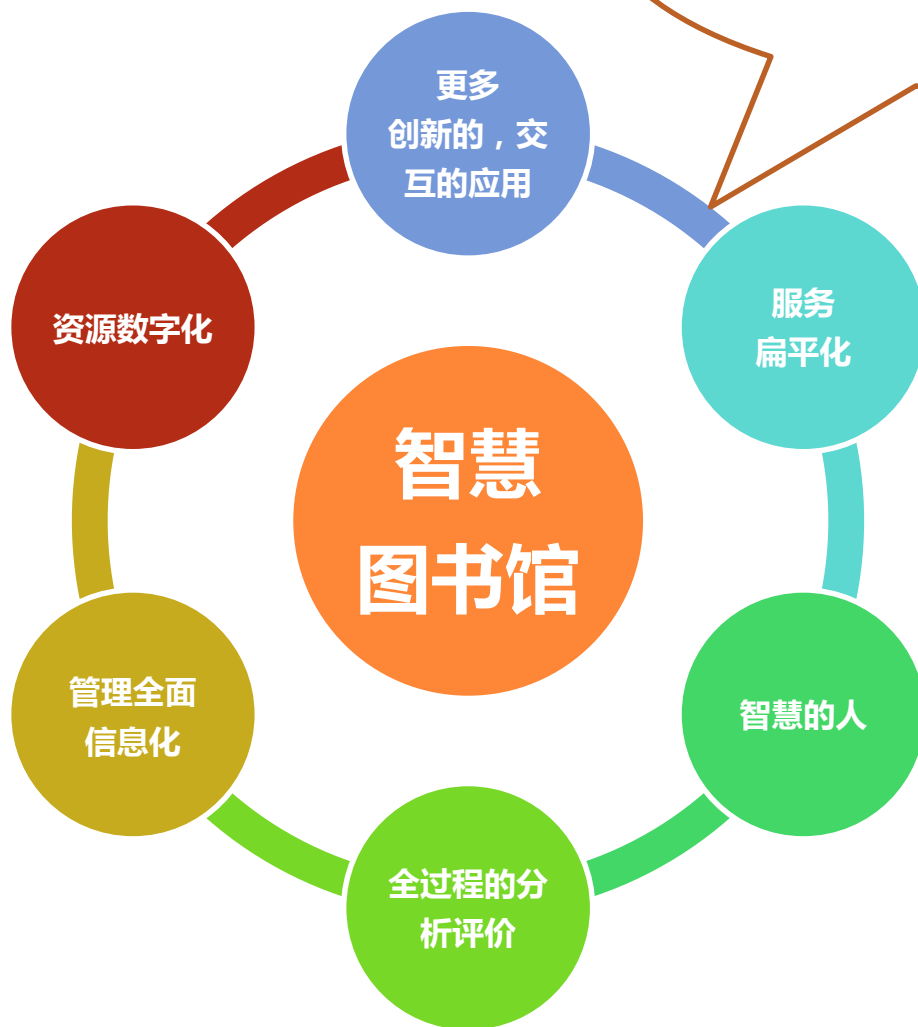 更多
创新的，交
互的应用
服务
扁平化
资源数字化
智慧
图书馆
管理全面
信息化
智慧的人
全过程的分
析评价